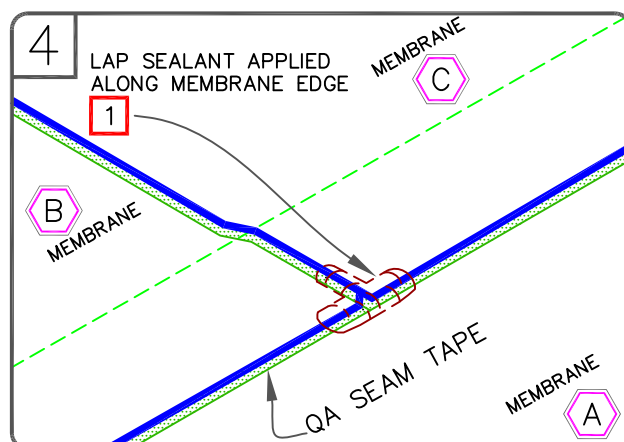 4
LAP SEALANT APPLIED
ALONG MEMBRANE EDGE
1
MEMBRANE
C
B
MEMBRANE
QA SEAM TAPE
MEMBRANE
A